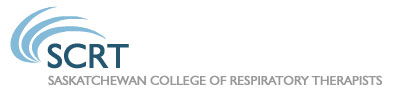 SCRT
SASKATCHEWAN COLLEGE OF RESPIRATORY THERAPISTS